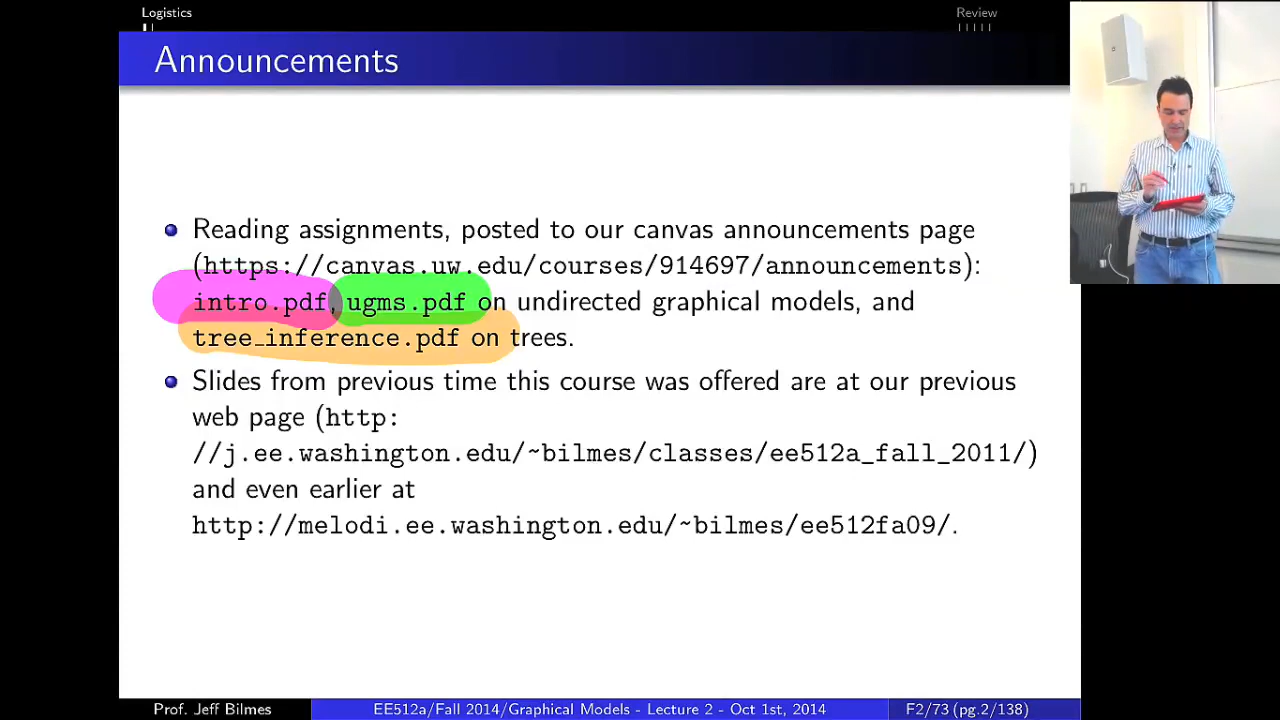 Logistics
Review
Announcements
Reading assignments, posted to our canvas announcements page
(https://canvas.uw.edu/courses/914697/announcements):
intro.pdf, ugms.pdf on undirected graphical models, and
tree_inference.pdf on trees.
Slides from previous time this course was offered are at our previous
web page (http:
//j.ee.washington.edu/~bilmes/classes/ee512a_fall_2011/)
and even earlier at
http://melodi.ee.washington.edu/~bilmes/ee512fa09/.
Prof. Jeff Bilmes
EE512a/Fall 2014/Graphical Models - Lecture 2 - Oct 1st, 2014
F2/73 (pg.2/138)